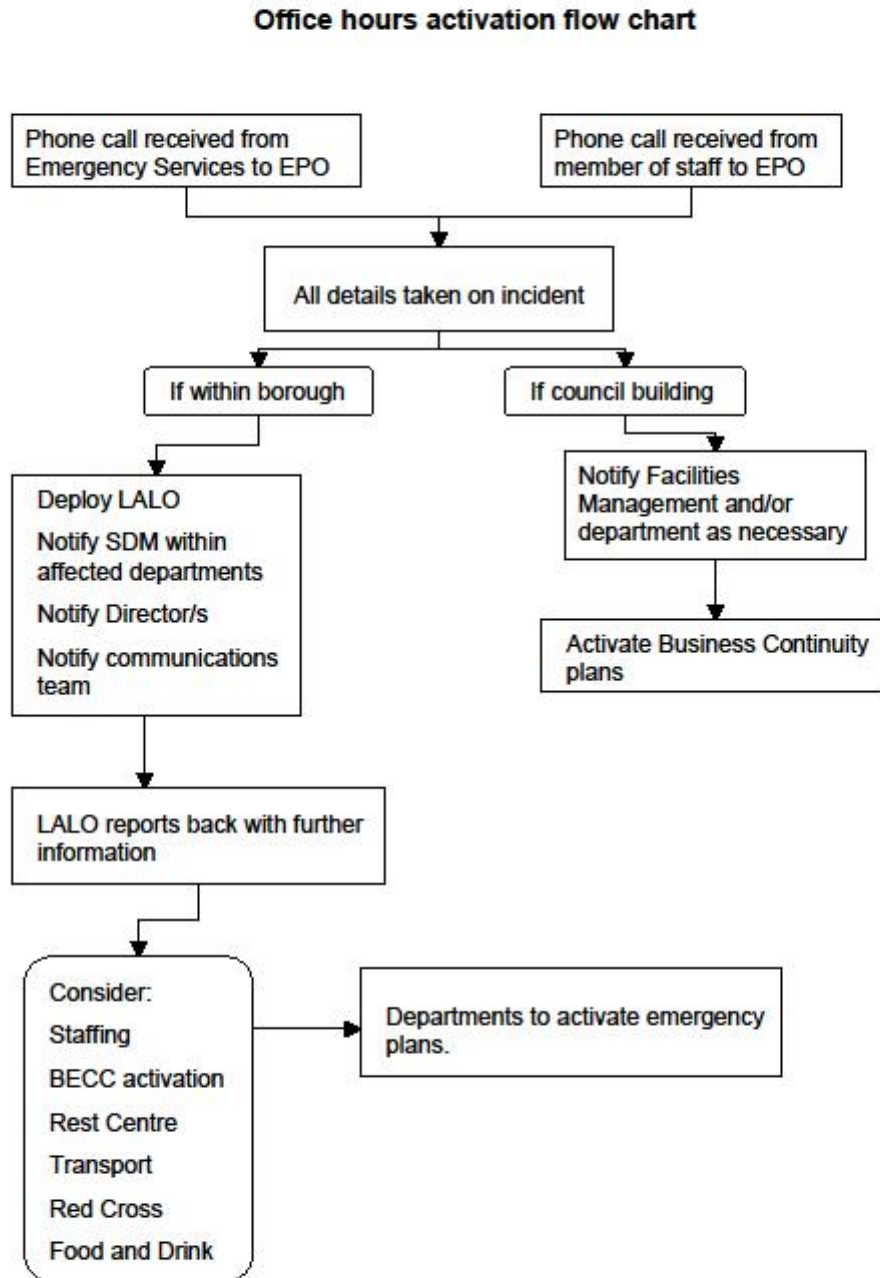 Office hours activation flow chart
Phone call received from
Emergency Services to EPO
Phone call received from
member of staff to EPO
All details taken on incident
If within borough
If council building
Deploy LALO
Notify SDM within
affected departments
Notify Director/s
Notify communications
team
Notify Facilities
Management and/or
department as necessary
Activate Business Continuity
plans
LALO reports back with further
information
Consider:
Staffing
BECC activation
Rest Centre
Transport
Red Cross
Food and Drink
Departments to activate emergency
plans.